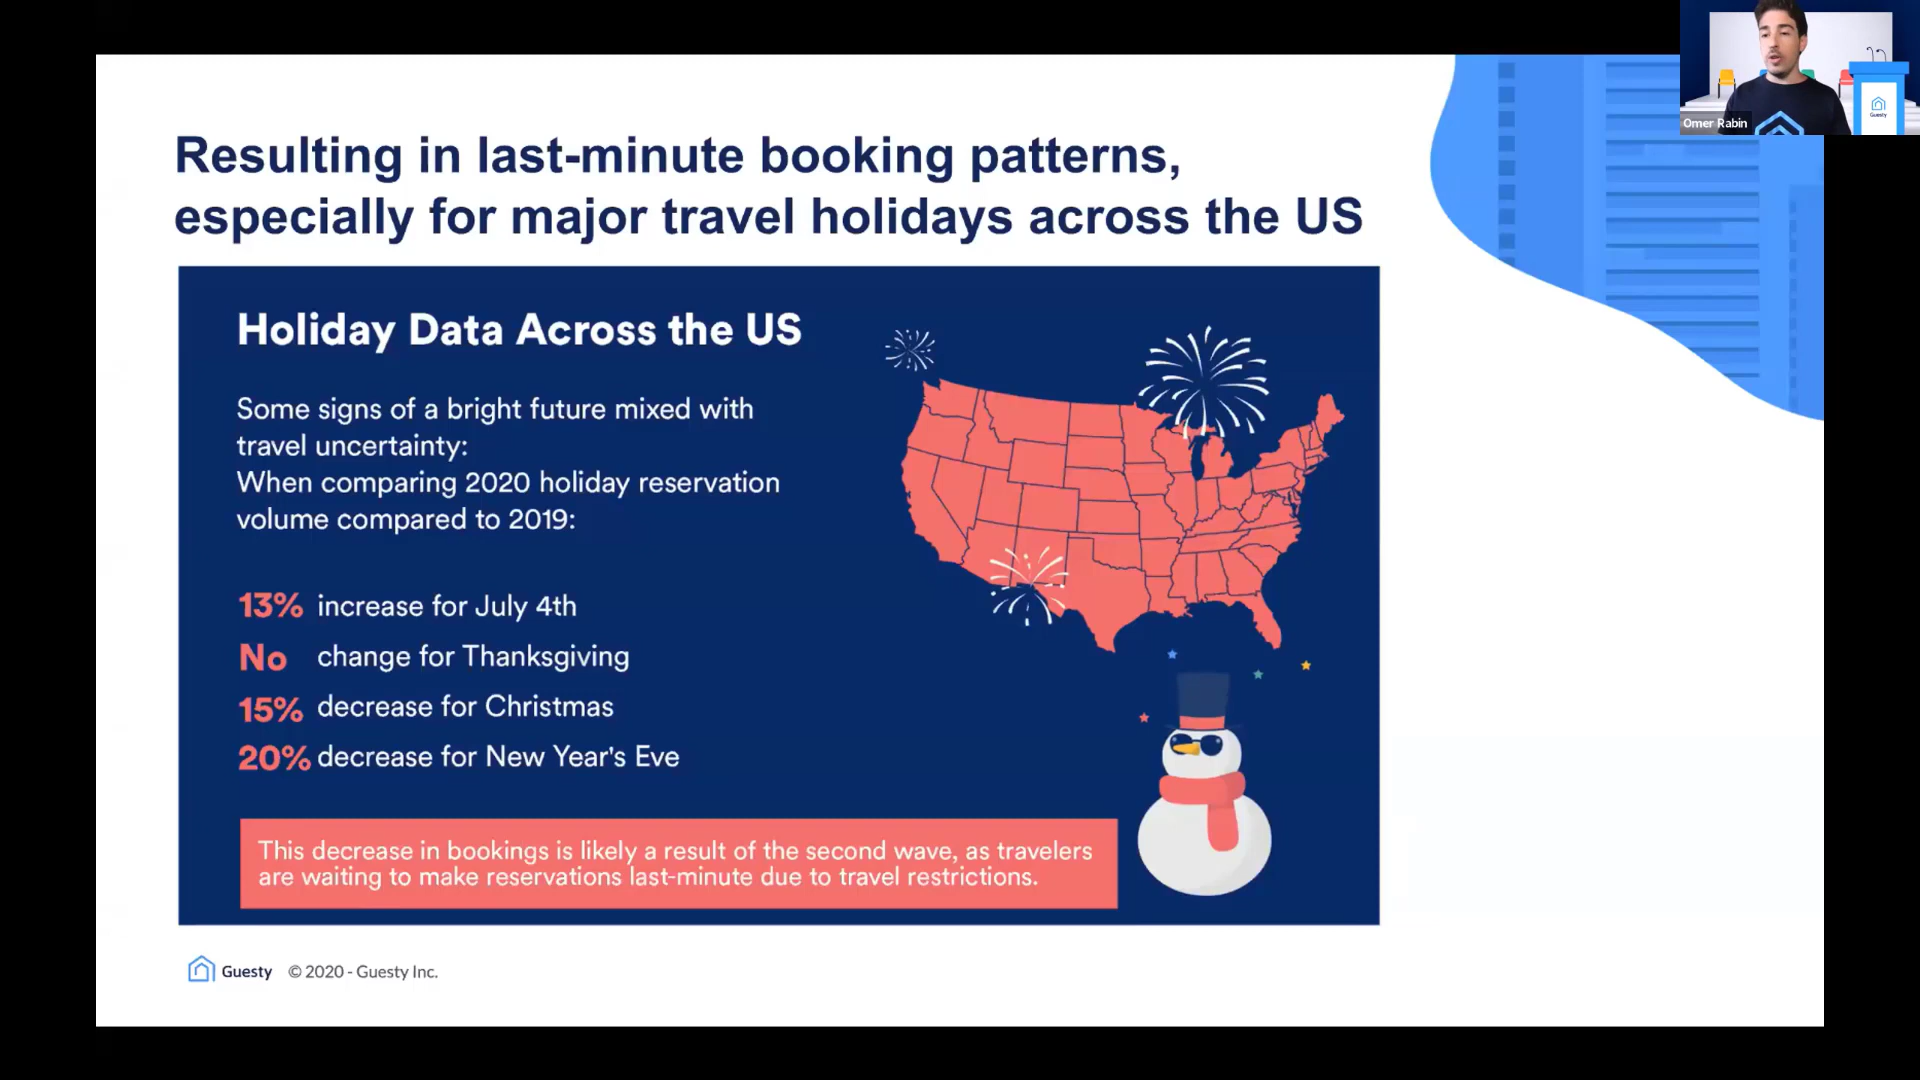 Omer Rabin
Guesty
Resulting in last-minute booking patterns,
especially for major travel holidays across the US
Holiday Data Across the US
Some signs of a bright future mixed with
travel uncertainty:
When comparing 2020 holiday reservation
volume compared to 2019:
13% increase for July 4th
No change for Thanksgiving
15% decrease for Christmas
20% decrease for New Year's Eve
This decrease in bookings is likely a result of the second wave, as travelers
are waiting to make reservations last-minute due to travel restrictions.
Guesty © 2020 - Guesty Inc.